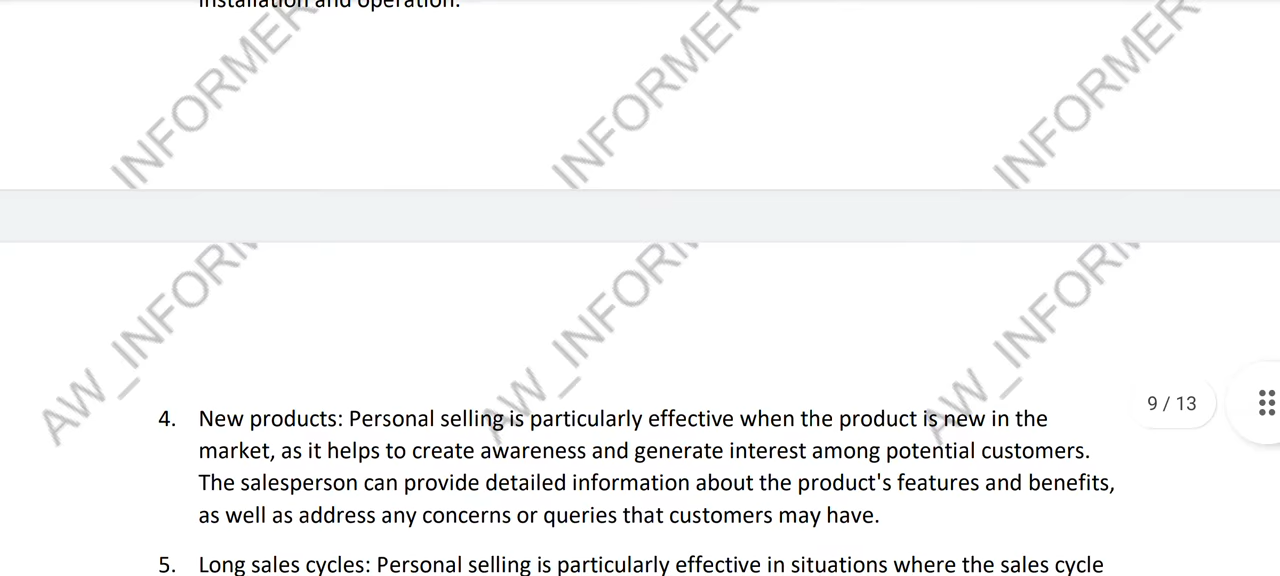 installation and operation.
INFORMER INFORMER INFORMER
AW_INFORM AW_INFORM AW_INFORM
4. New products: Personal selling is particularly effective when the product is new in the
9 / 13
market, as it helps to create awareness and generate interest among potential customers.
The salesperson can provide detailed information about the product's features and benefits,
as well as address any concerns or queries that customers may have.
5. Long sales cycles: Personal selling is particularly effective in situations where the sales cycle